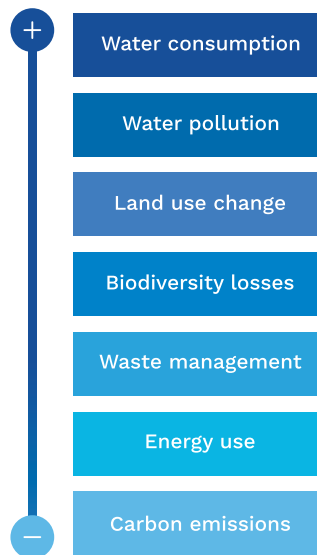 +
Water consumption
Water pollution
Land use change
Biodiversity losses
Waste management
Energy use
Carbon emissions
−